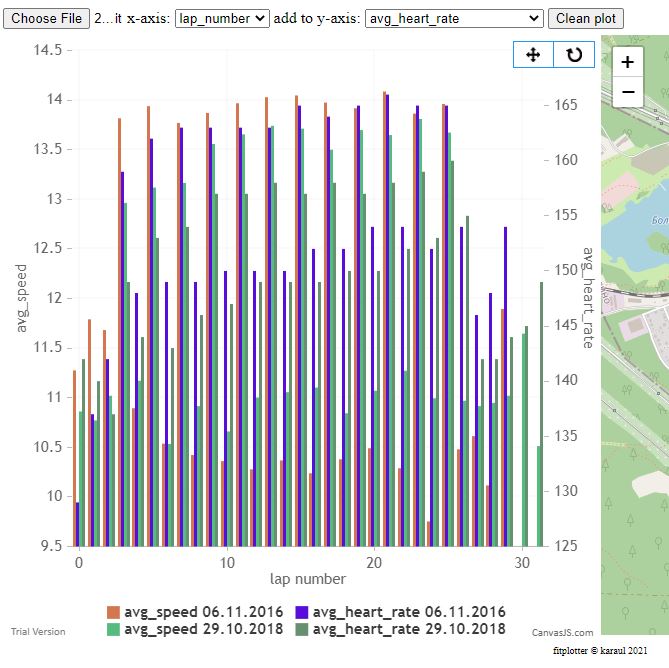 Choose File 2...it x-axis: lap_number add to y-axis: avg_heart_rate Clean plot
14.5
14
13.5
13
12.5
12
11.5
11
10.5
10
9.5
avg_speed
165
160
155
150
145
140
135
130
125
avg_heart_rate
0 10 20 30
lap number
avg_speed 06.11.2016 avg_heart_rate 06.11.2016
avg_speed 29.10.2018 avg_heart_rate 29.10.2018
Trial Version CanvasJS.com
+
−
Бол
fitplotter © karaul 2021